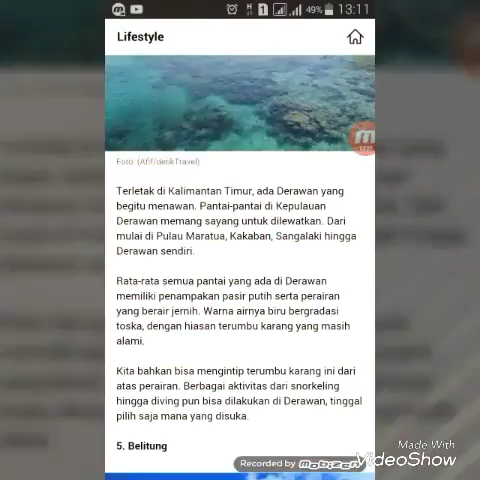 49% 13:11
Lifestyle
Foto: (Afif/detikTravel)
Terletak di Kalimantan Timur, ada Derawan yang
begitu menawan. Pantai-pantai di Kepulauan
Derawan memang sayang untuk dilewatkan. Dari
mulai di Pulau Maratua, Kakaban, Sangalaki hingga
Derawan sendiri.
Rata-rata semua pantai yang ada di Derawan
memiliki penampakan pasir putih serta perairan
yang berair jernih. Warna airnya biru bergradasi
toska, dengan hiasan terumbu karang yang masih
alami.
Kita bahkan bisa mengintip terumbu karang ini dari
atas perairan. Berbagai aktivitas dari snorkeling
hingga diving pun bisa dilakukan di Derawan, tinggal
pilih saja mana yang disuka.
5. Belitung
Made With
Recorded by mobizen
VideoShow